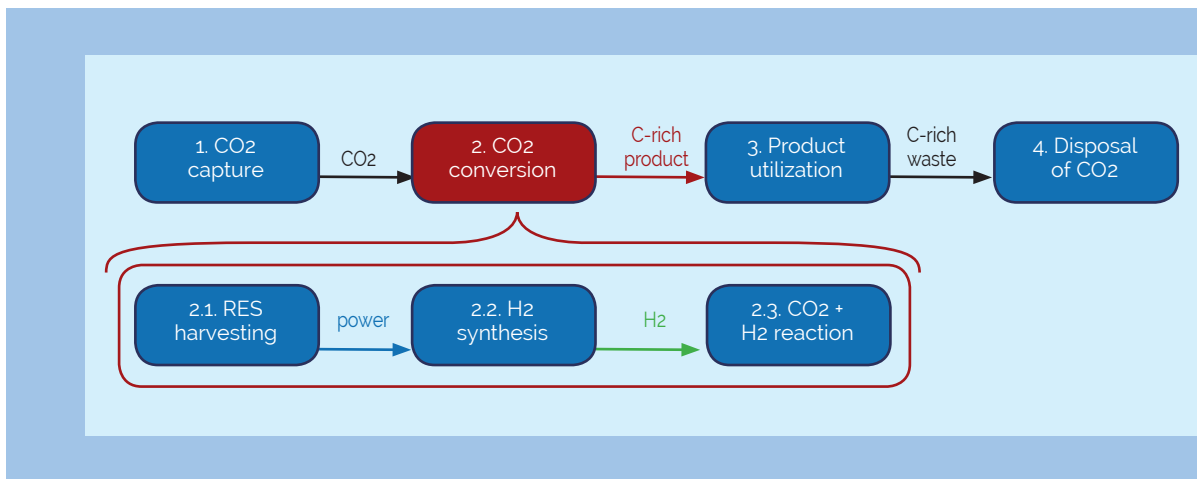 1. CO2
capture
CO2
2. CO2
conversion
C-rich
product
3. Product
utilization
C-rich
waste
4. Disposal
of CO2
2.1. RES
harvesting
power
2.2. H2
synthesis
H2
2.3. CO2 +
H2 reaction